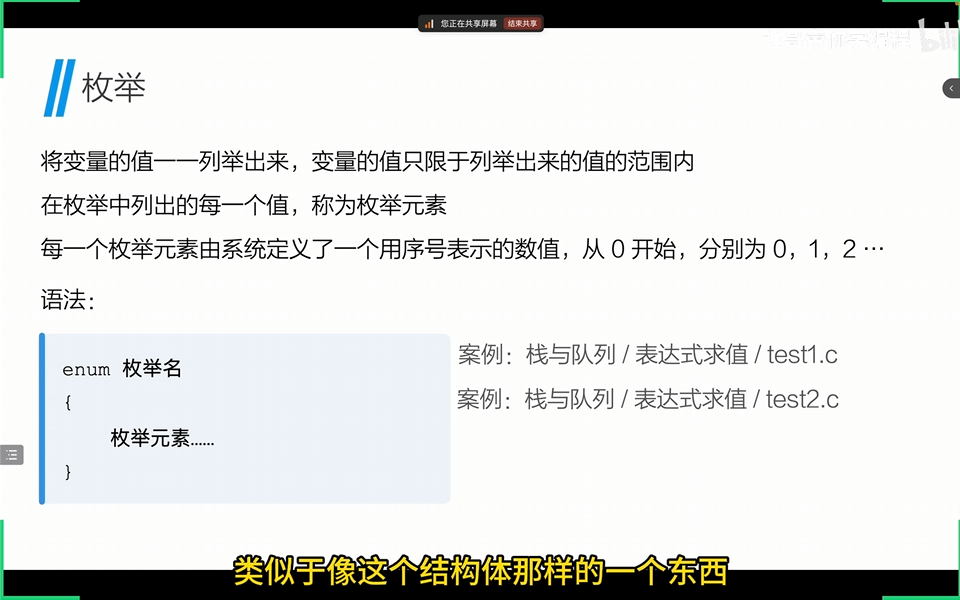 您正在共享屏幕 结束共享
枚举
将变量的值一一列举出来，变量的值只限于列举出来的值的范围内
在枚举中列出的每一个值，称为枚举元素
每一个枚举元素由系统定义了一个用序号表示的数值，从 0 开始，分别为 0，1，2 …
语法：
enum 枚举名
{
枚举元素……
}
案例：栈与队列 / 表达式求值 / test1.c
案例：栈与队列 / 表达式求值 / test2.c
类似于像这个结构体那样的一个东西